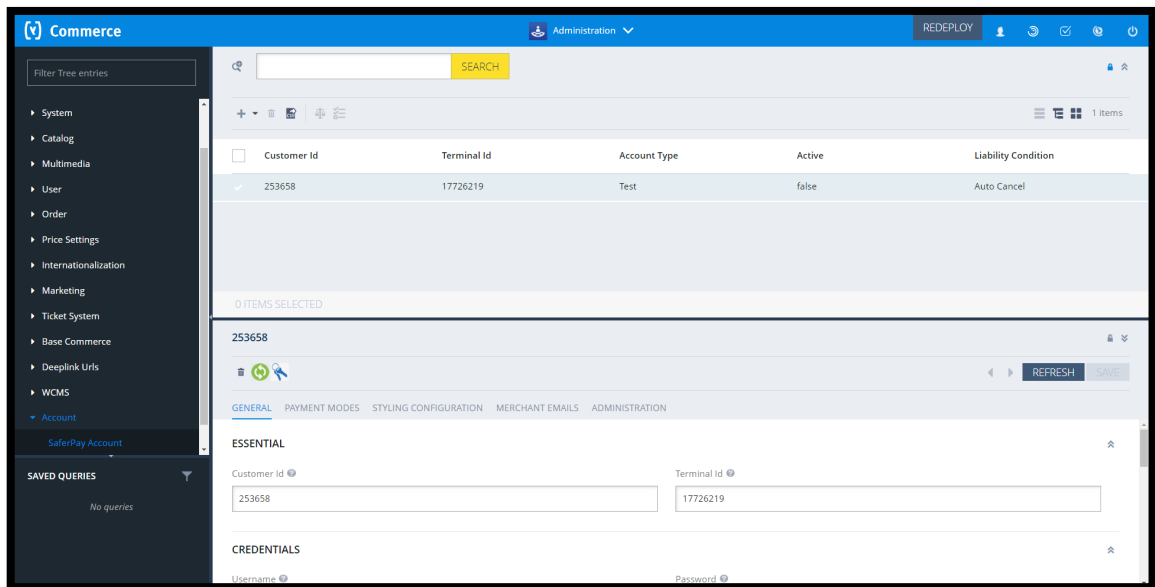 (y) Commerce
Administration
REDEPLOY
Filter Tree entries
System
Catalog
Multimedia
User
Order
Price Settings
Internationalization
Marketing
Ticket System
Base Commerce
Deeplink Urls
WCMS
Account
SaferPay Account
SAVED QUERIES
No queries
SEARCH
1 items
Customer Id Terminal Id Account Type Active Liability Condition
253658 17726219 Test false Auto Cancel
0 ITEMS SELECTED
253658
REFRESH SAVE
GENERAL PAYMENT MODES STYLING CONFIGURATION MERCHANT EMAILS ADMINISTRATION
ESSENTIAL
Customer Id Terminal Id
253658 17726219
CREDENTIALS
Username Password